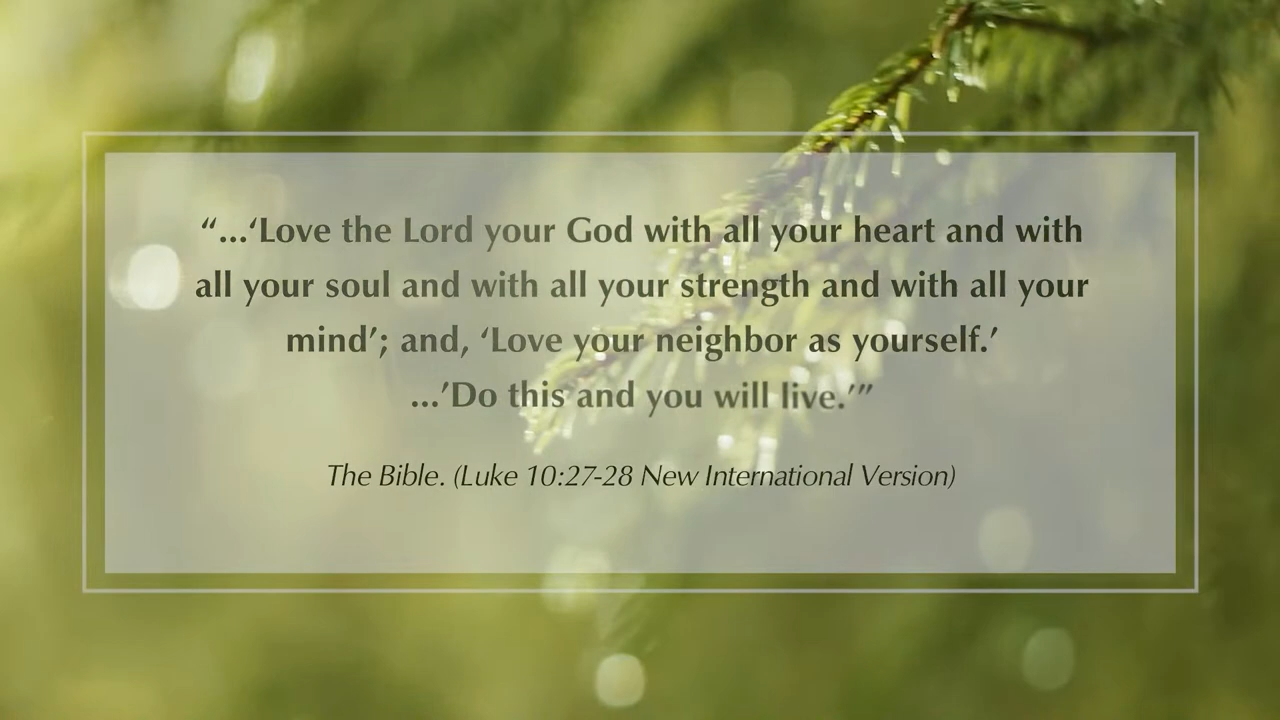 “...‘Love the Lord your God with all your heart and with
all your soul and with all your strength and with all your
mind’; and, ‘Love your neighbor as yourself.’
...’Do this and you will live.’”
The Bible. (Luke 10:27-28 New International Version)